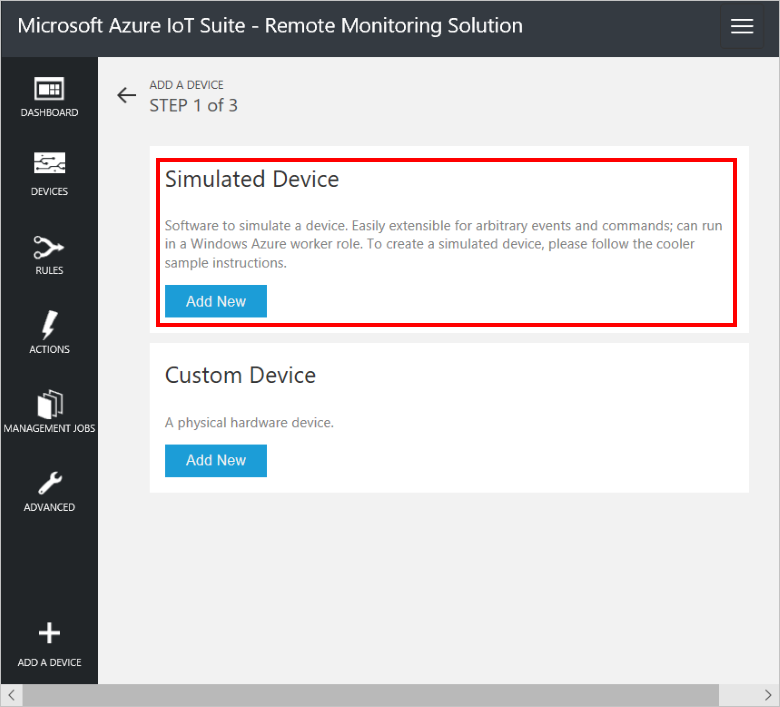 Microsoft Azure IoT Suite - Remote Monitoring Solution
DASHBOARD
DEVICES
RULES
ACTIONS
MANAGEMENT JOBS
ADVANCED
ADD A DEVICE
ADD A DEVICE
STEP 1 of 3
Simulated Device
Software to simulate a device. Easily extensible for arbitrary events and commands; can run
in a Windows Azure worker role. To create a simulated device, please follow the cooler
sample instructions.
Add New
Custom Device
A physical hardware device.
Add New